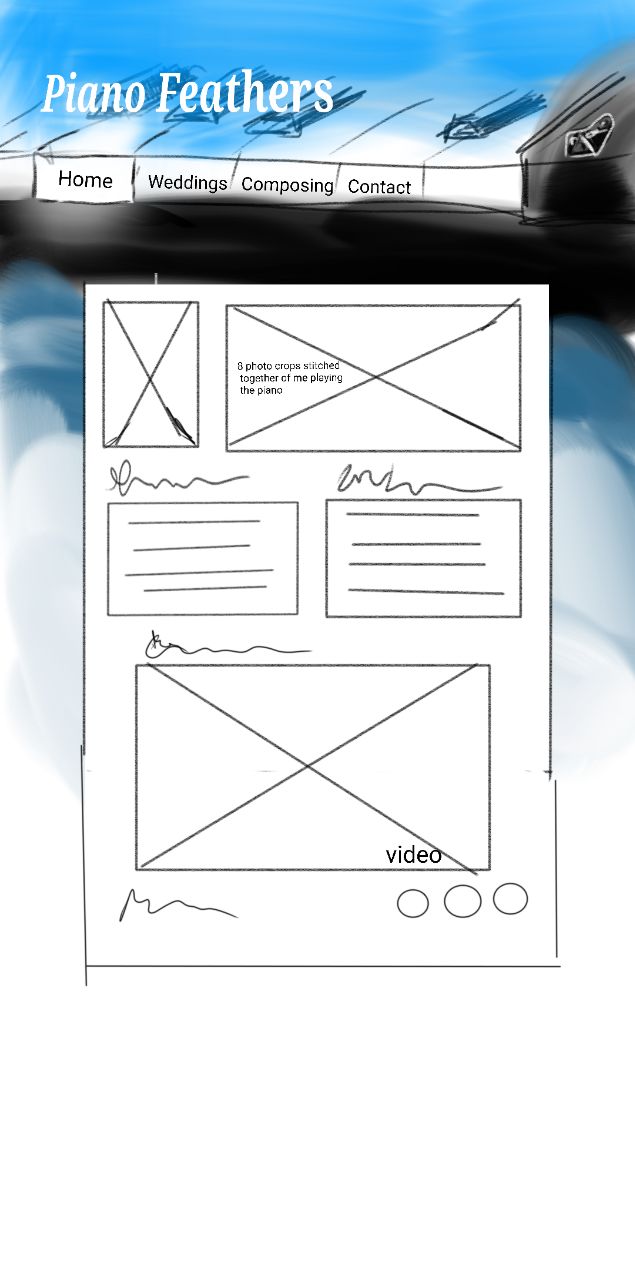 Piano Feathers
Home Weddings Composing Contact
8 photo crops stitched
together of me playing
the piano
video